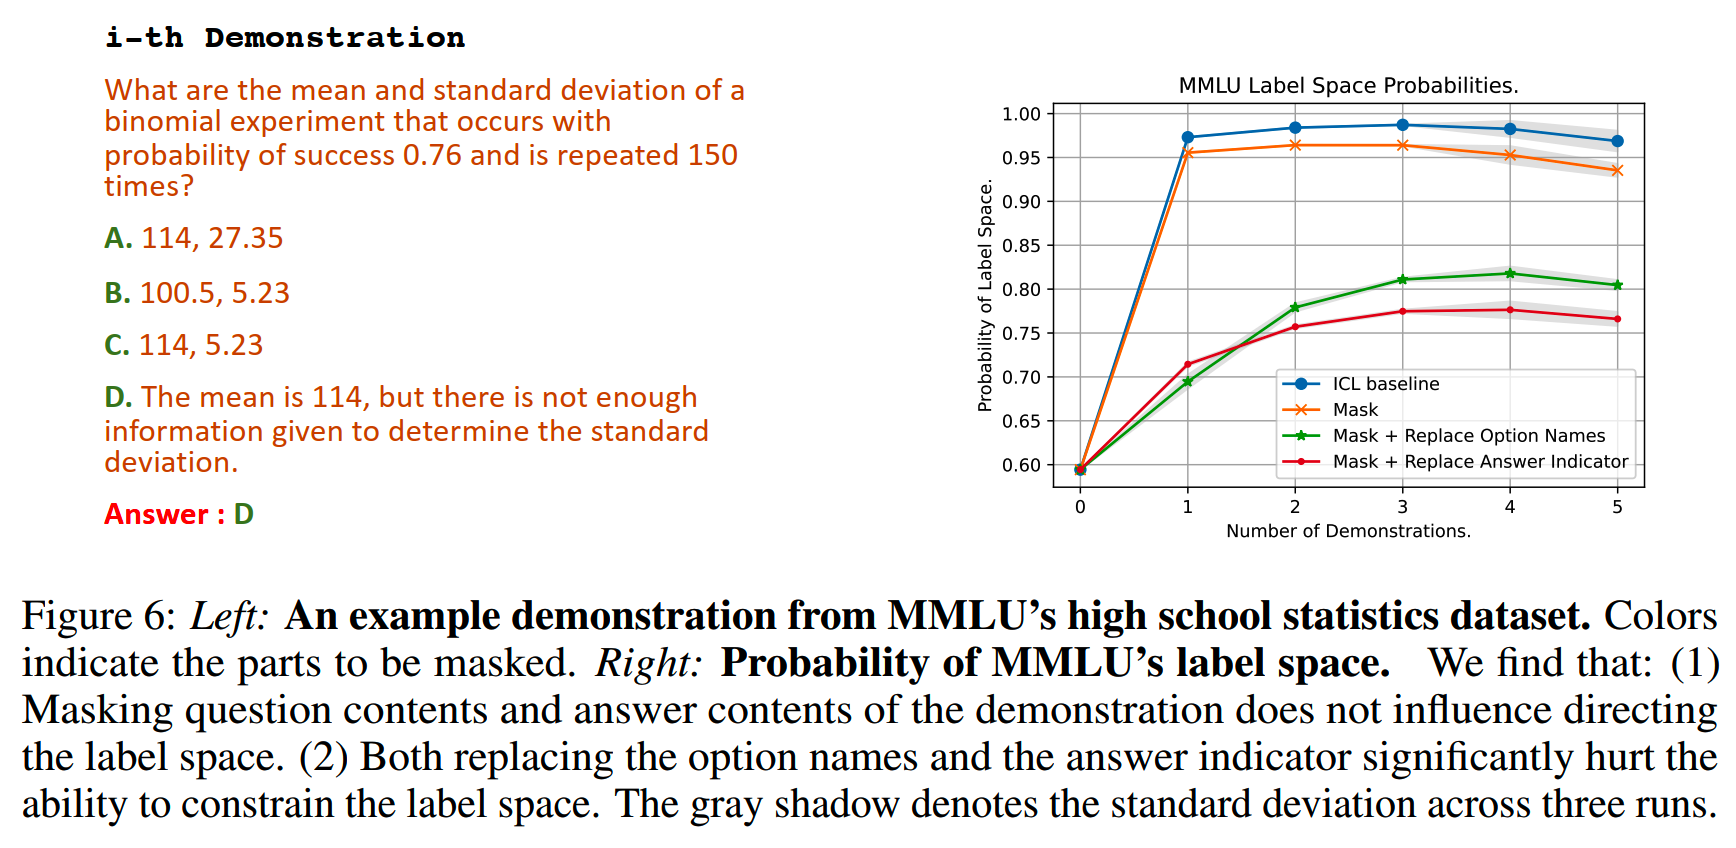 i-th Demonstration
What are the mean and standard deviation of a
binomial experiment that occurs with
probability of success 0.76 and is repeated 150
times?
A. 114, 27.35
B. 100.5, 5.23
C. 114, 5.23
D. The mean is 114, but there is not enough
information given to determine the standard
deviation.
Answer : D
MMLU Label Space Probabilities.
Probability of Label Space.
1.00
0.95
0.90
0.85
0.80
0.75
0.70
0.65
0.60
ICL baseline
Mask
Mask + Replace Option Names
Mask + Replace Answer Indicator
0 1 2 3 4 5
Number of Demonstrations.
Figure 6: Left: An example demonstration from MMLU's high school statistics dataset. Colors
indicate the parts to be masked. Right: Probability of MMLU's label space. We find that: (1)
Masking question contents and answer contents of the demonstration does not influence directing
the label space. (2) Both replacing the option names and the answer indicator significantly hurt the
ability to constrain the label space. The gray shadow denotes the standard deviation across three runs.